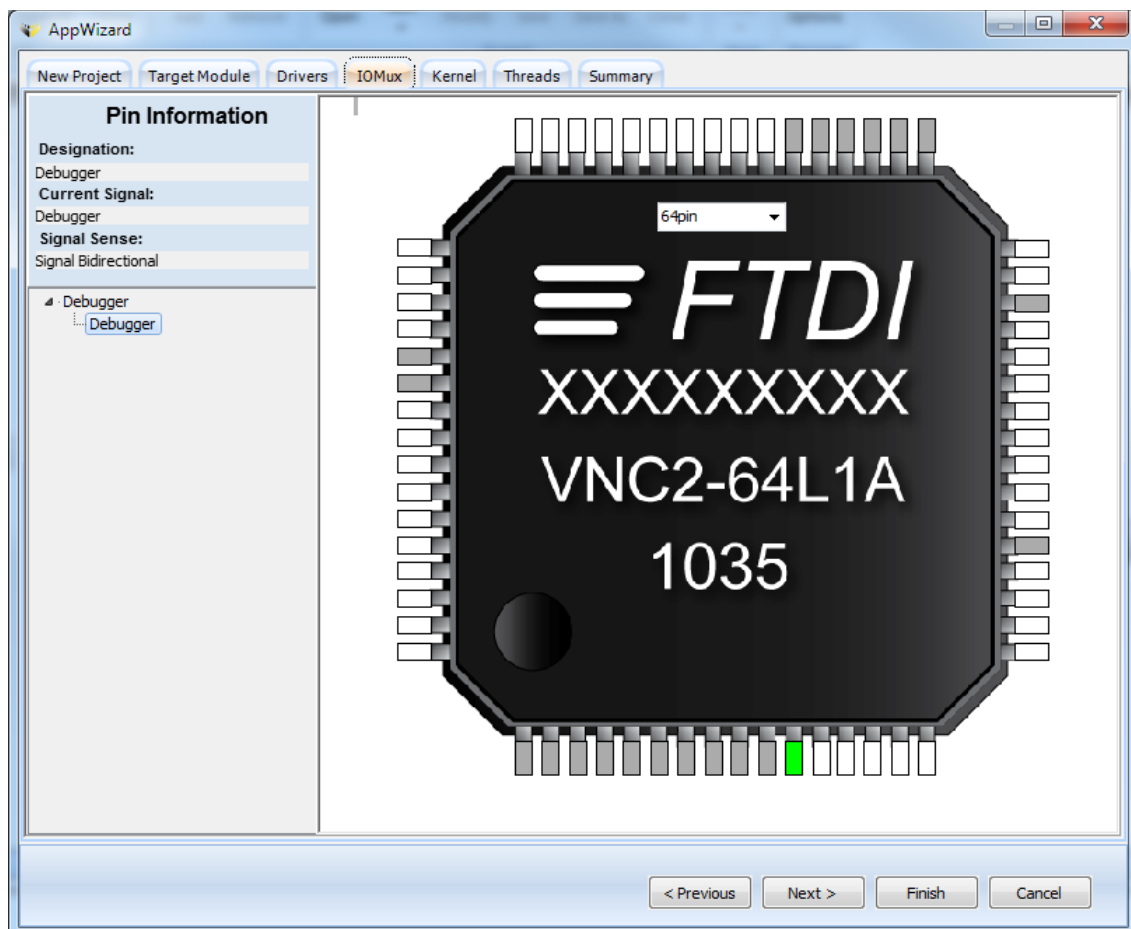 AppWizard
New Project Target Module Drivers IOMux Kernel Threads Summary
Pin Information
Designation:
Debugger
Current Signal:
Debugger
Signal Sense:
Signal Bidirectional
Debugger
Debugger
64pin
FTDI
XXXXXXXXX
VNC2-64L1A
1035
< Previous Next > Finish Cancel